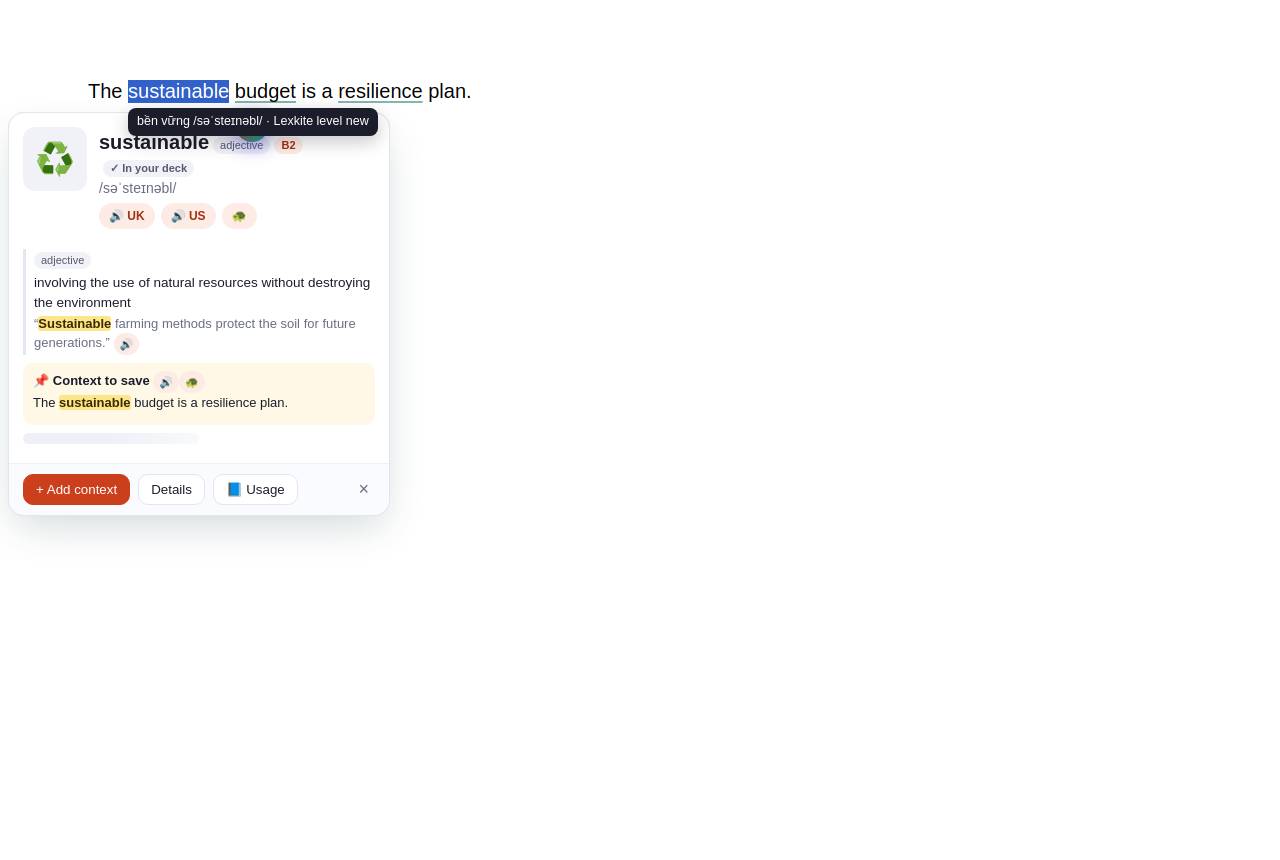 The sustainable budget is a resilience plan.
bền vững /səˈsteɪnəbl/ · Lexkite level new
sustainable adjective B2
✓ In your deck
/səˈsteɪnəbl/
UK US
adjective
involving the use of natural resources without destroying
the environment
“Sustainable farming methods protect the soil for future
generations.”
Context to save
The sustainable budget is a resilience plan.
+ Add context Details Usage ×